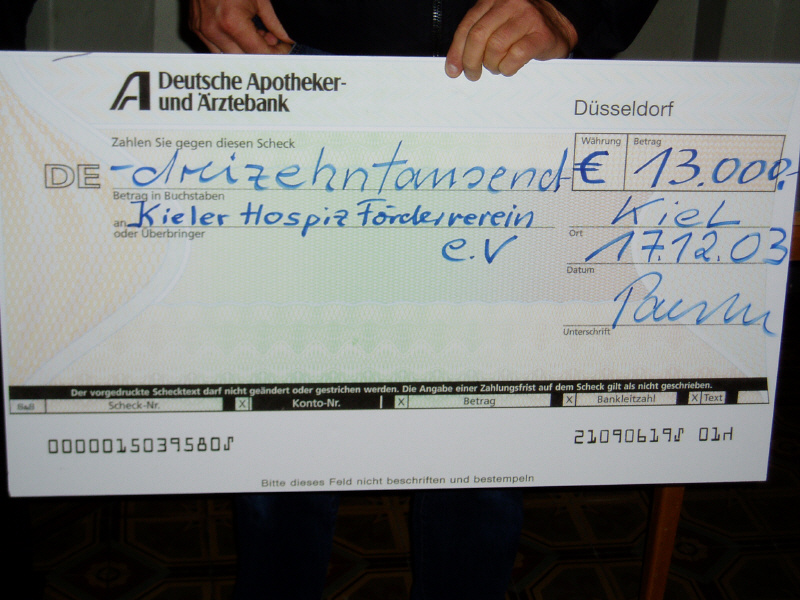 Deutsche Apotheker-
und Ärztebank
Düsseldorf
Zahlen Sie gegen diesen Scheck
Währung Betrag
DE -dreizehntausend- € 13.000,-
Betrag in Buchstaben
an Kieler Hospiz Förderverein Kiel
oder Überbringer Ort
e.V 17.12.03
Datum
Unterschrift
Der vorgedruckte Schecktext darf nicht geändert oder gestrichen werden. Die Angabe einer Zahlungsfrist auf dem Scheck gilt als nicht geschrieben.
Scheck-Nr. X Konto-Nr. X Betrag X Bankleitzahl X Text
0000015039580⑀ 21090619⑀ 01H
Bitte dieses Feld nicht beschriften und bestempeln